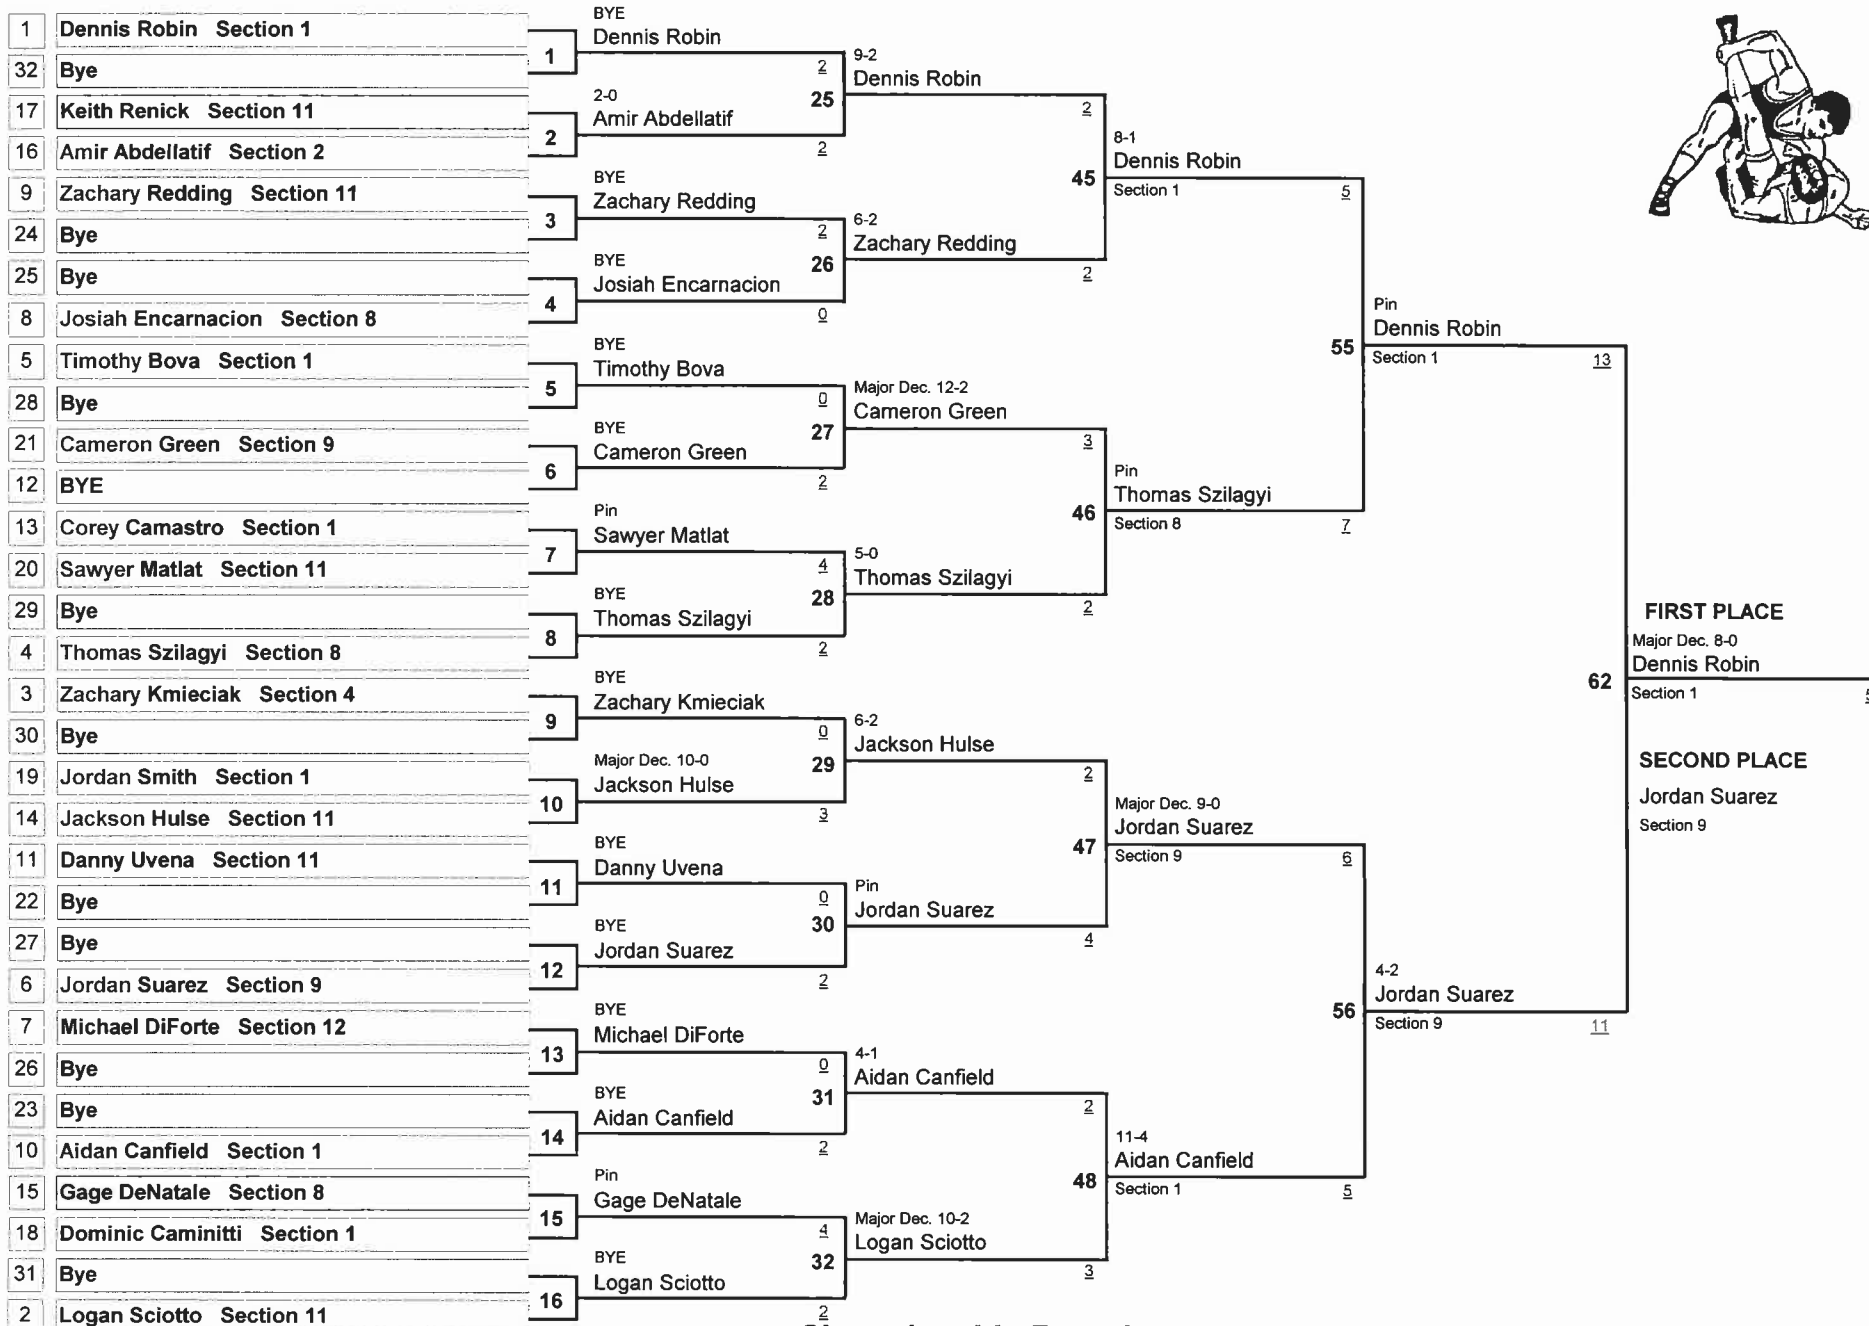 1 Dennis Robin Section 1
32 Bye
17 Keith Renick Section 11
16 Amir Abdellatif Section 2
9 Zachary Redding Section 11
24 Bye
25 Bye
8 Josiah Encarnacion Section 8
5 Timothy Bova Section 1
28 Bye
21 Cameron Green Section 9
12 BYE
13 Corey Camastro Section 1
20 Sawyer Matlat Section 11
29 Bye
4 Thomas Szilagyi Section 8
3 Zachary Kmieciak Section 4
30 Bye
19 Jordan Smith Section 1
14 Jackson Hulse Section 11
11 Danny Uvena Section 11
22 Bye
27 Bye
6 Jordan Suarez Section 9
7 Michael DiForte Section 12
26 Bye
23 Bye
10 Aidan Canfield Section 1
15 Gage DeNatale Section 8
18 Dominic Caminitti Section 1
31 Bye
2 Logan Sciotto Section 11
BYE
1 Dennis Robin
2
2-0
2 Amir Abdellatif
2
BYE
3 Zachary Redding
2
BYE
4 Josiah Encarnacion
0
BYE
5 Timothy Bova
0
BYE
6 Cameron Green
2
Pin
7 Sawyer Matlat
4
BYE
8 Thomas Szilagyi
2
BYE
9 Zachary Kmieciak
0
Major Dec. 10-0
10 Jackson Hulse
3
BYE
11 Danny Uvena
0
BYE
12 Jordan Suarez
2
BYE
13 Michael DiForte
0
BYE
14 Aidan Canfield
2
Pin
15 Gage DeNatale
4
BYE
16 Logan Sciotto
2
9-2
25 Dennis Robin
2
6-2
26 Zachary Redding
2
Major Dec. 12-2
27 Cameron Green
3
5-0
28 Thomas Szilagyi
2
6-2
29 Jackson Hulse
2
Pin
30 Jordan Suarez
4
4-1
31 Aidan Canfield
2
Major Dec. 10-2
32 Logan Sciotto
3
8-1
45 Dennis Robin
Section 1 5
Pin
46 Thomas Szilagyi
Section 8 7
Major Dec. 9-0
47 Jordan Suarez
Section 9 6
11-4
48 Aidan Canfield
Section 1 5
Pin
55 Dennis Robin
Section 1 13
4-2
56 Jordan Suarez
Section 9 11
FIRST PLACE
Major Dec. 8-0
62 Dennis Robin
Section 1
SECOND PLACE
Jordan Suarez
Section 9